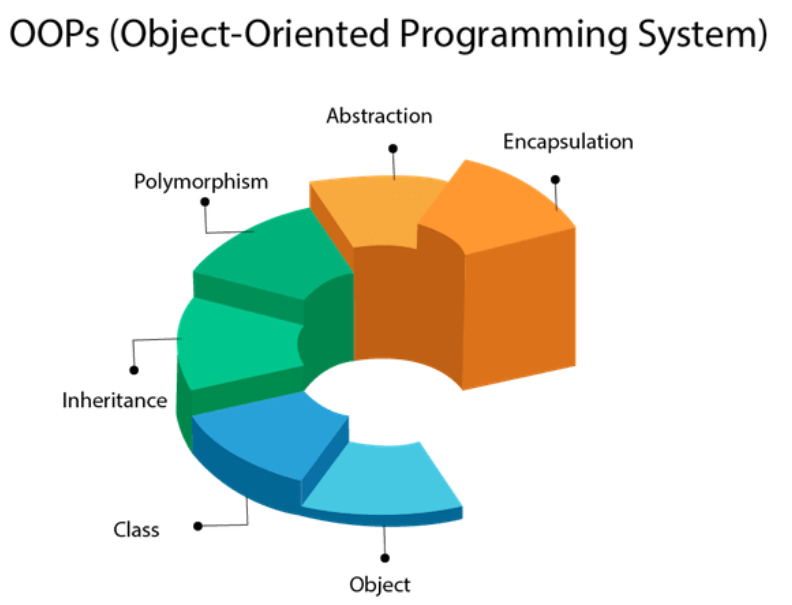 OOPs (Object-Oriented Programming System)
Abstraction
Encapsulation
Polymorphism
Inheritance
Class
Object